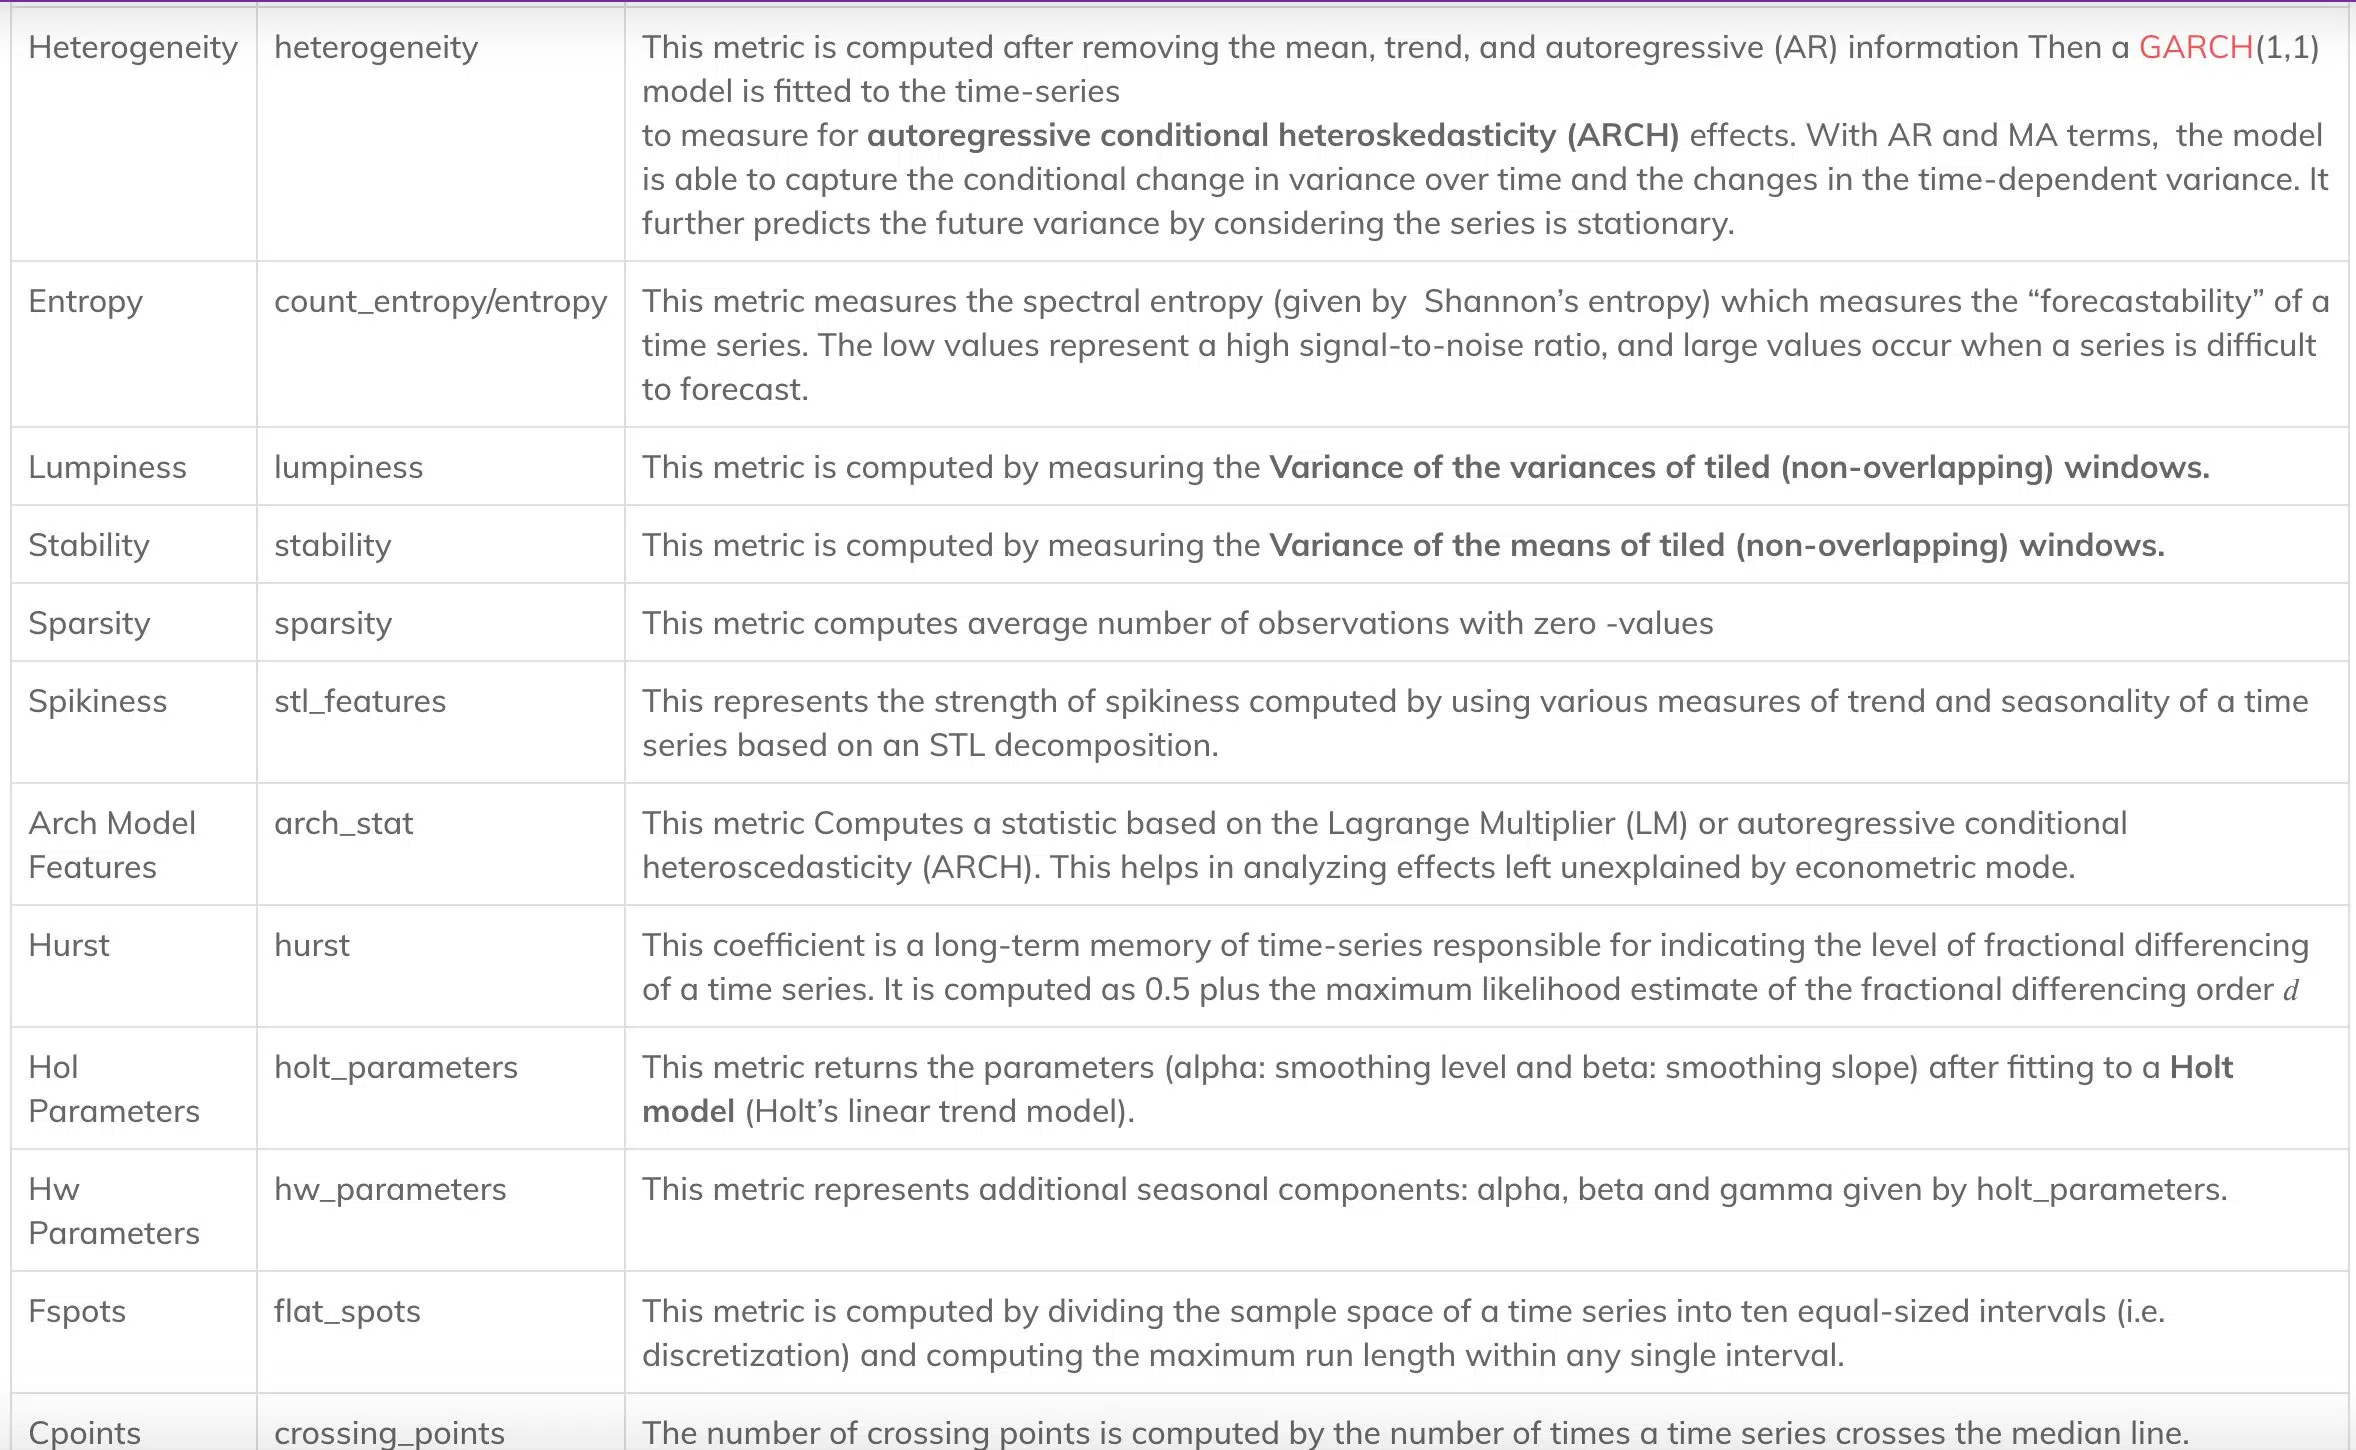 Heterogeneity heterogeneity This metric is computed after removing the mean, trend, and autoregressive (AR) information Then a GARCH(1,1)
model is fitted to the time-series
to measure for autoregressive conditional heteroskedasticity (ARCH) effects. With AR and MA terms,  the model
is able to capture the conditional change in variance over time and the changes in the time-dependent variance. It
further predicts the future variance by considering the series is stationary.
Entropy count_entropy/entropy This metric measures the spectral entropy (given by  Shannon’s entropy) which measures the “forecastability” of a
time series. The low values represent a high signal-to-noise ratio, and large values occur when a series is difficult
to forecast.
Lumpiness lumpiness This metric is computed by measuring the Variance of the variances of tiled (non-overlapping) windows.
Stability stability This metric is computed by measuring the Variance of the means of tiled (non-overlapping) windows.
Sparsity sparsity This metric computes average number of observations with zero -values
Spikiness stl_features This represents the strength of spikiness computed by using various measures of trend and seasonality of a time
series based on an STL decomposition.
Arch Model arch_stat This metric Computes a statistic based on the Lagrange Multiplier (LM) or autoregressive conditional
Features heteroscedasticity (ARCH). This helps in analyzing effects left unexplained by econometric mode.
Hurst hurst This coefficient is a long-term memory of time-series responsible for indicating the level of fractional differencing
of a time series. It is computed as 0.5 plus the maximum likelihood estimate of the fractional differencing order d
Hol holt_parameters This metric returns the parameters (alpha: smoothing level and beta: smoothing slope) after fitting to a Holt
Parameters model (Holt’s linear trend model).
Hw hw_parameters This metric represents additional seasonal components: alpha, beta and gamma given by holt_parameters.
Parameters
Fspots flat_spots This metric is computed by dividing the sample space of a time series into ten equal-sized intervals (i.e.
discretization) and computing the maximum run length within any single interval.
Cpoints crossing_points The number of crossing points is computed by the number of times a time series crosses the median line.